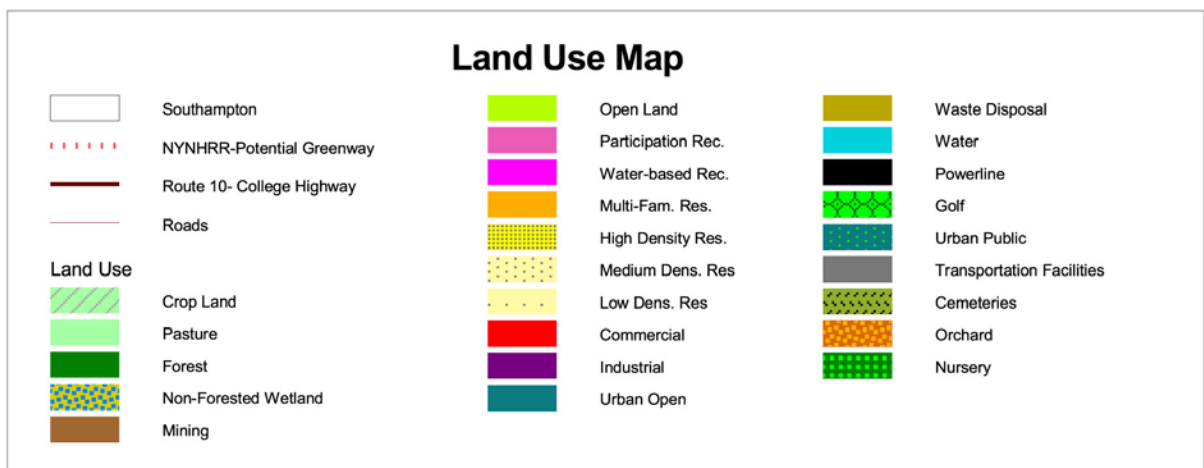 Land Use Map
Southampton
NYNHRR-Potential Greenway
Route 10- College Highway
Roads
Land Use
Crop Land
Pasture
Forest
Non-Forested Wetland
Mining
Open Land
Participation Rec.
Water-based Rec.
Multi-Fam. Res.
High Density Res.
Medium Dens. Res
Low Dens. Res
Commercial
Industrial
Urban Open
Waste Disposal
Water
Powerline
Golf
Urban Public
Transportation Facilities
Cemeteries
Orchard
Nursery